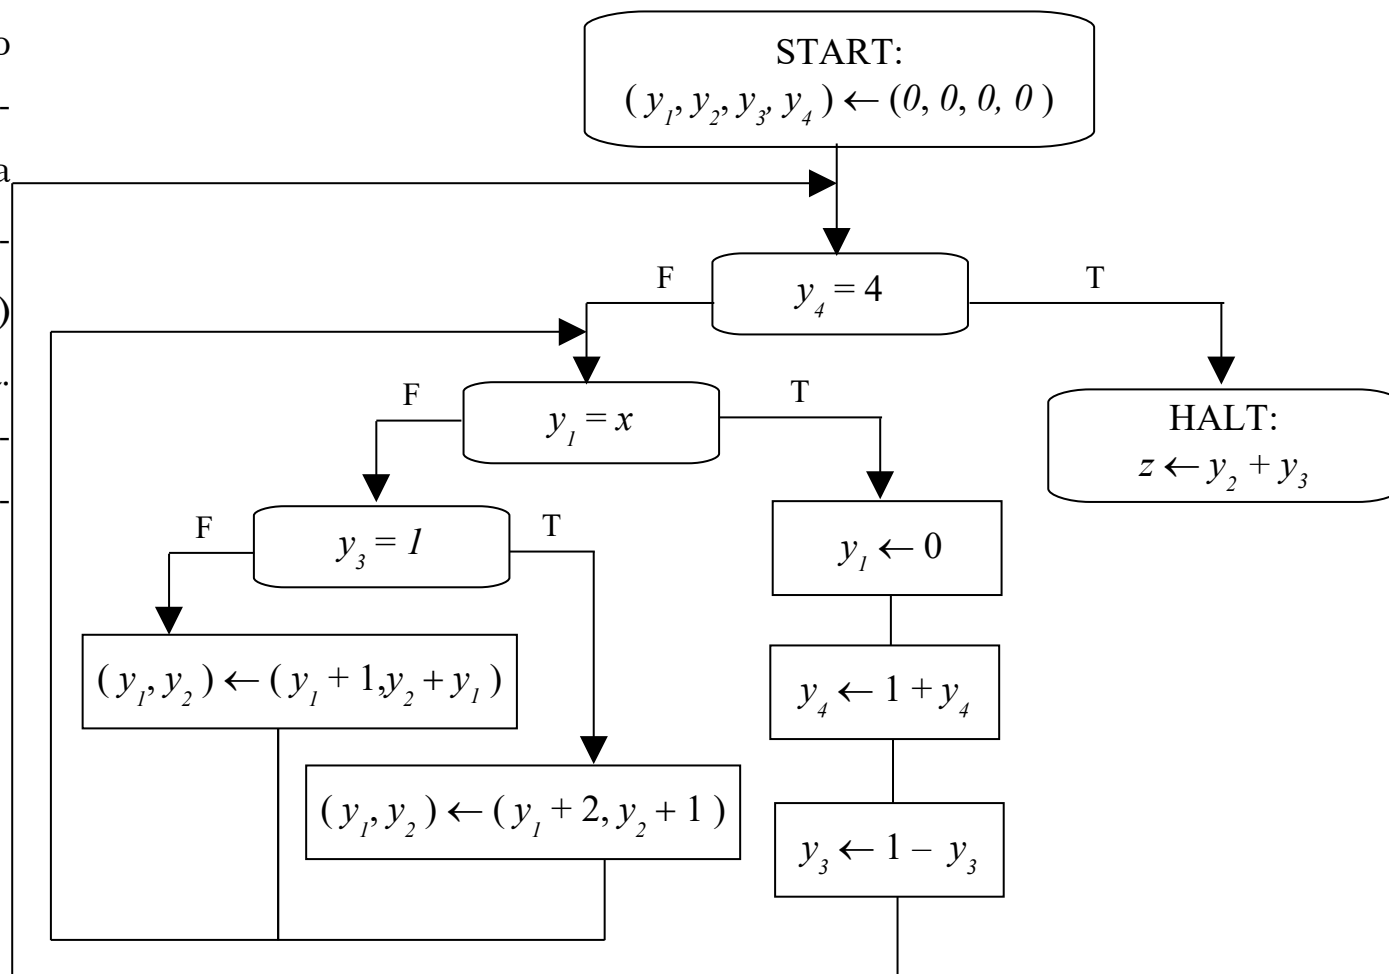 START:
( y₁, y₂, y₃, y₄ ) ← (0, 0, 0, 0 )
F
y₄ = 4
T
F
y₁ = x
T
HALT:
z ← y₂ + y₃
F
y₃ = 1
T
y₁ ← 0
( y₁, y₂ ) ← ( y₁ + 1,y₂ + y₁ )
y₄ ← 1 + y₄
( y₁, y₂ ) ← ( y₁ + 2, y₂ + 1 )
y₃ ← 1 – y₃